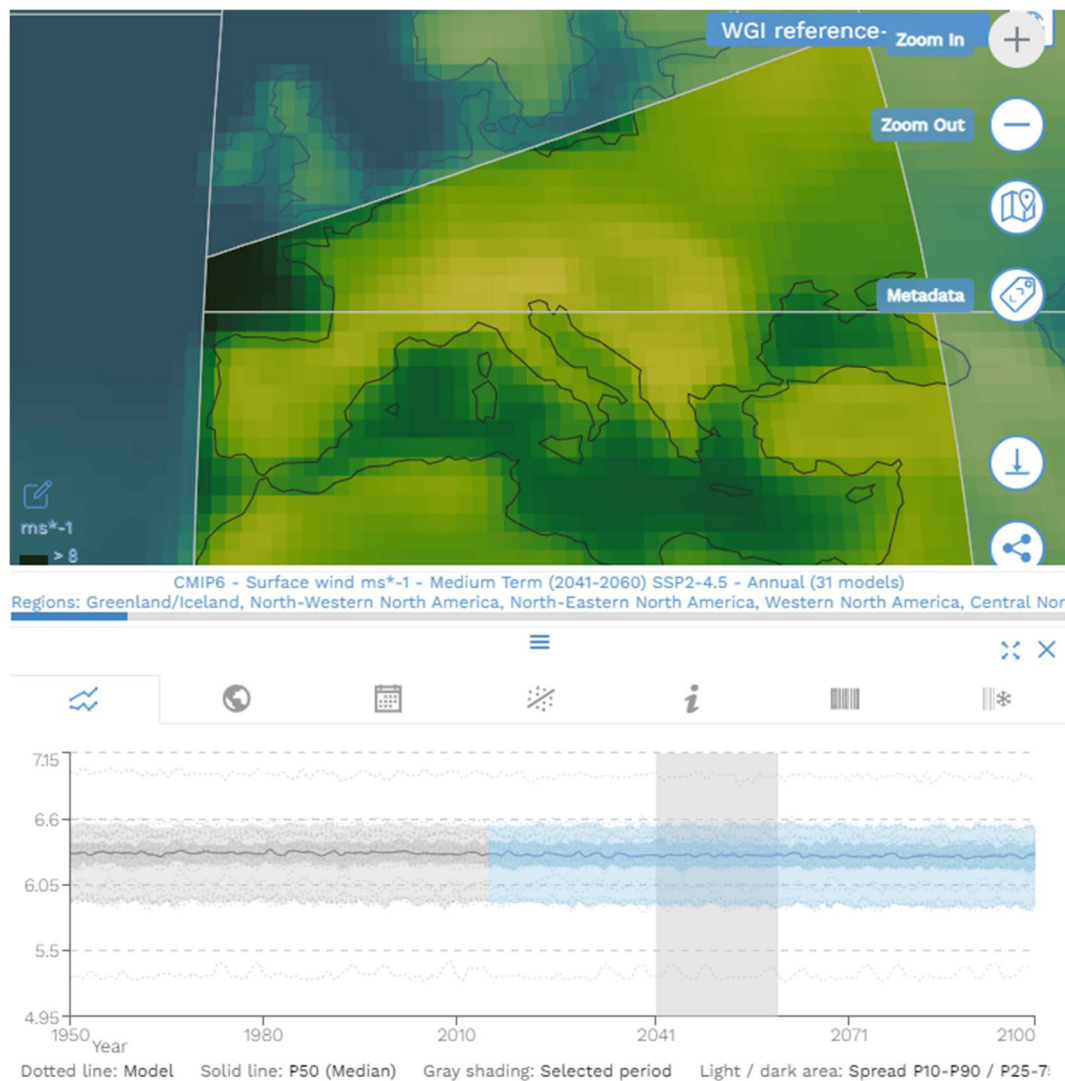 WGI reference-
Zoom In
Zoom Out
Metadata
ms*-1
> 8
CMIP6 - Surface wind ms*-1 - Medium Term (2041-2060) SSP2-4.5 - Annual (31 models)
Regions: Greenland/Iceland, North-Western North America, North-Eastern North America, Western North America, Central Nor
7.15
6.6
6.05
5.5
4.95
1950 1980 2010 2041 2071 2100
Year
Dotted line: Model Solid line: P50 (Median) Gray shading: Selected period Light / dark area: Spread P10-P90 / P25-7